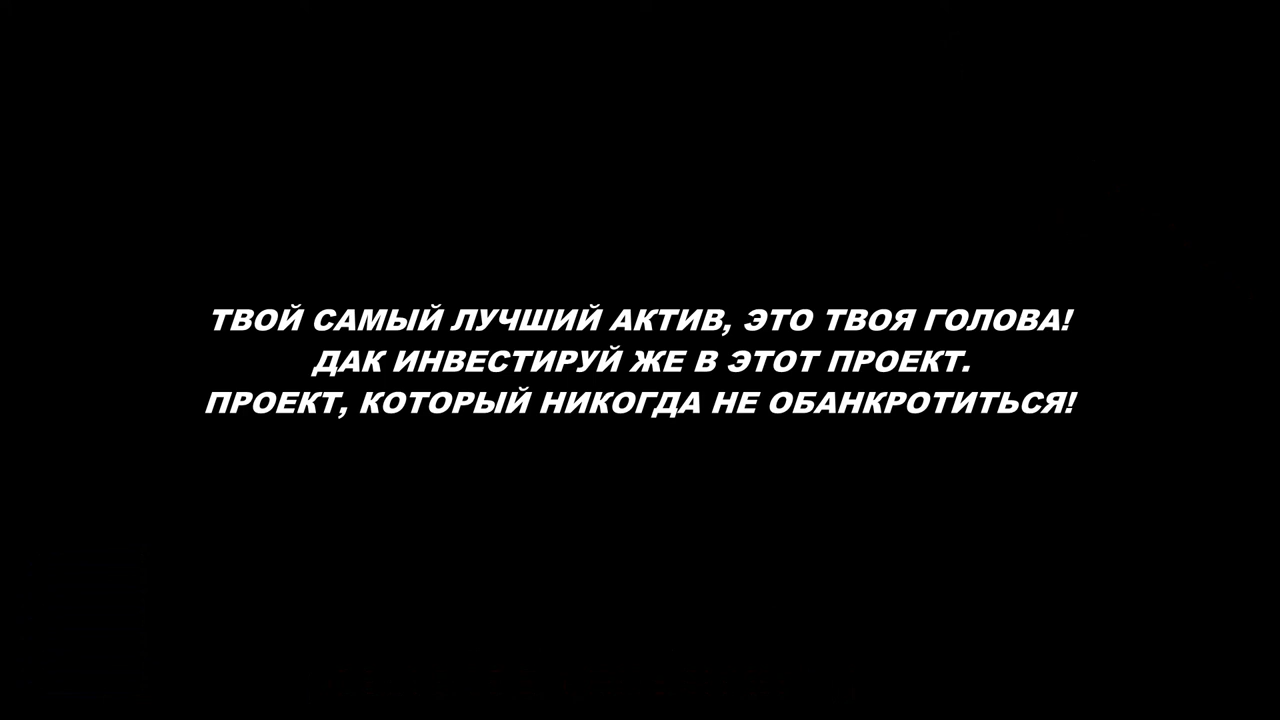 ТВОЙ САМЫЙ ЛУЧШИЙ АКТИВ, ЭТО ТВОЯ ГОЛОВА!
ДАК ИНВЕСТИРУЙ ЖЕ В ЭТОТ ПРОЕКТ.
ПРОЕКТ, КОТОРЫЙ НИКОГДА НЕ ОБАНКРОТИТЬСЯ!